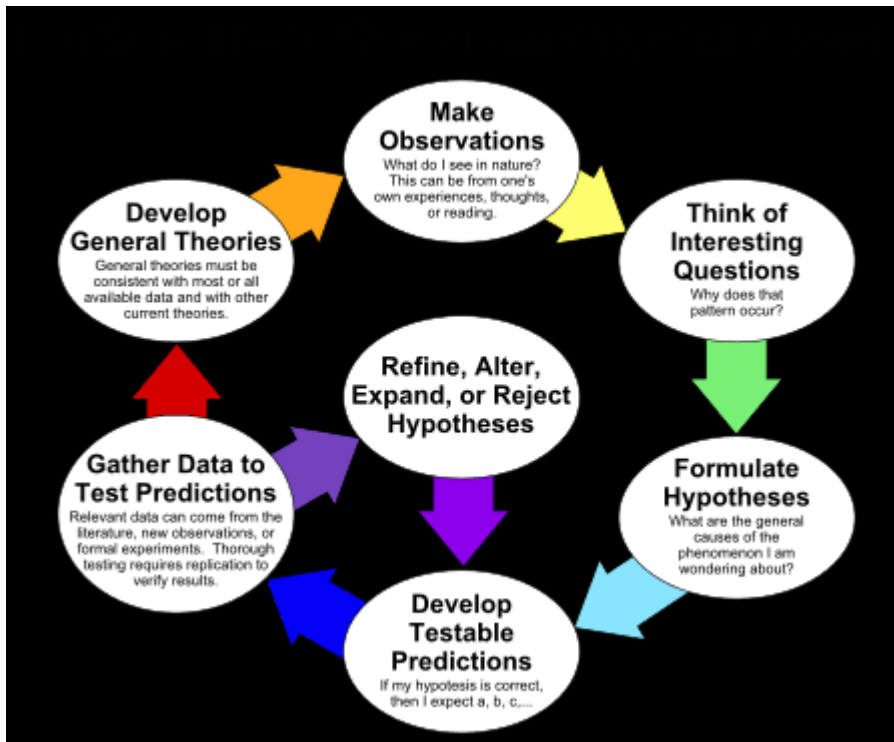 Make
Observations
What do I see in nature?
This can be from one's
own experiences, thoughts,
or reading.
Think of
Interesting
Questions
Why does that
pattern occur?
Formulate
Hypotheses
What are the general
causes of the
phenomenon I am
wondering about?
Develop
Testable
Predictions
If my hypotesis is correct,
then I expect a, b, c,...
Gather Data to
Test Predictions
Relevant data can come from the
literature, new observations, or
formal experiments. Thorough
testing requires replication to
verify results.
Refine, Alter,
Expand, or Reject
Hypotheses
Develop
General Theories
General theories must be
consistent with most or all
available data and with other
current theories.